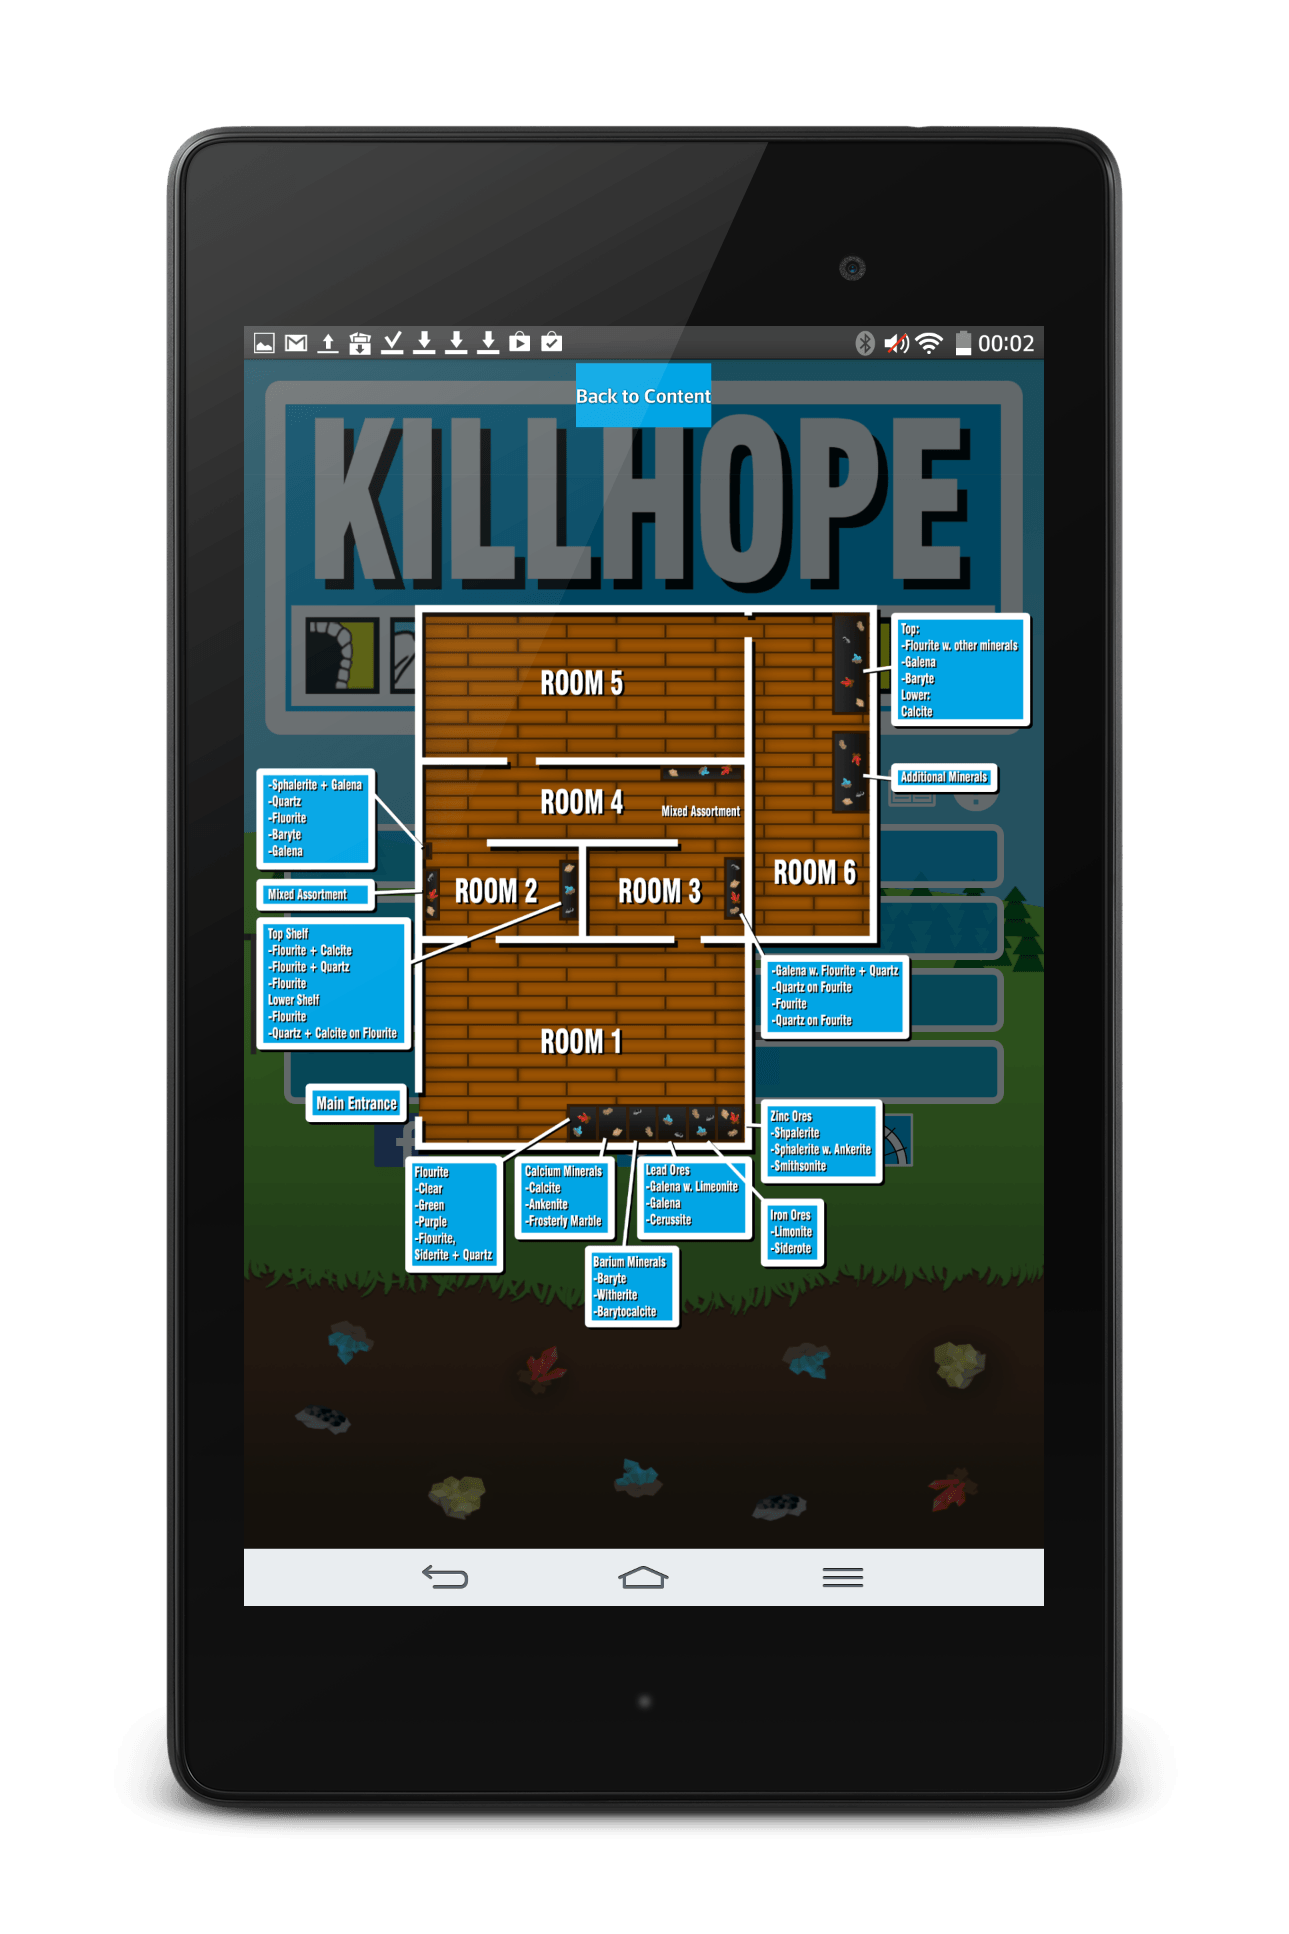 00:02
Back to Content
KILLHOPE
ROOM 5
Top:
-Flourite w. other minerals
-Galena
-Baryte
Lower:
Calcite
Additional Minerals
ROOM 4
Mixed Assortment
-Sphalerite + Galena
-Quartz
-Fluorite
-Baryte
-Galena
Mixed Assortment
ROOM 2
ROOM 3
ROOM 6
Top Shelf
-Flourite + Calcite
-Flourite + Quartz
-Flourite
Lower Shelf
-Flourite
-Quartz + Calcite on Flourite
-Galena w. Flourite + Quartz
-Quartz on Fourite
-Fourite
-Quartz on Fourite
ROOM 1
Main Entrance
Zinc Ores
-Shpalerite
-Sphalerite w. Ankerite
-Smithsonite
Flourite
-Clear
-Green
-Purple
-Flourite,
Siderite + Quartz
Calcium Minerals
-Calcite
-Ankenite
-Frosterly Marble
Lead Ores
-Galena w. Limeonite
-Galena
-Cerussite
Iron Ores
-Limonite
-Siderote
Barium Minerals
-Baryte
-Witherite
-Barytocalcite